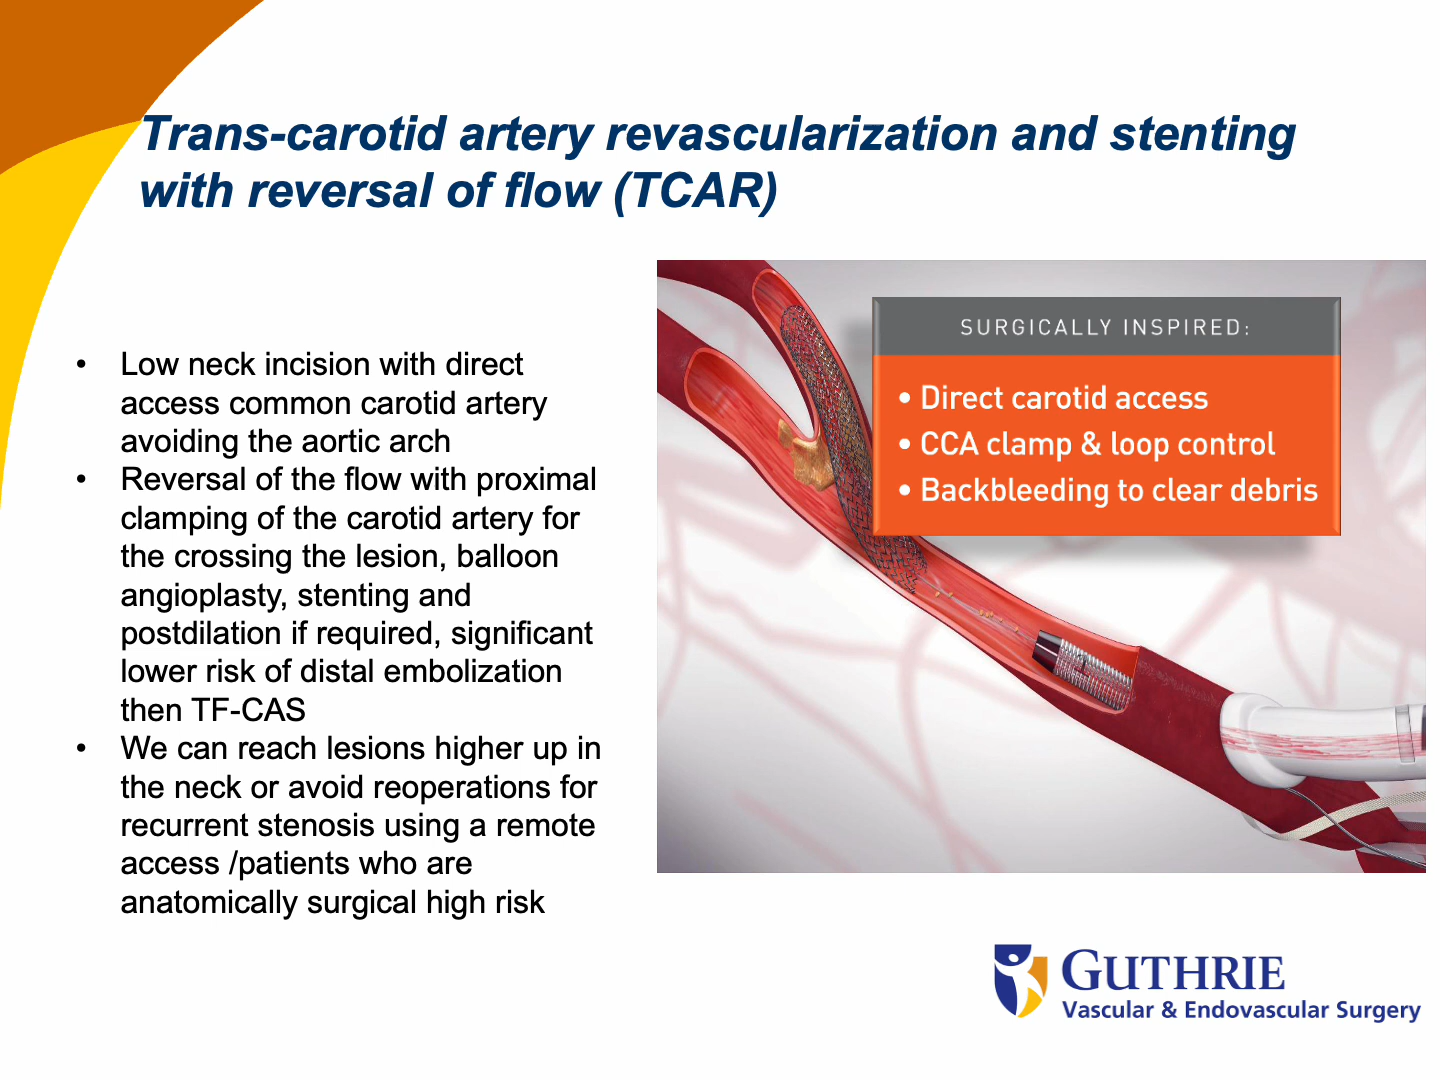 Trans-carotid artery revascularization and stenting
with reversal of flow (TCAR)
• Low neck incision with direct
access common carotid artery
avoiding the aortic arch
• Reversal of the flow with proximal
clamping of the carotid artery for
the crossing the lesion, balloon
angioplasty, stenting and
postdilation if required, significant
lower risk of distal embolization
then TF-CAS
• We can reach lesions higher up in
the neck or avoid reoperations for
recurrent stenosis using a remote
access /patients who are
anatomically surgical high risk
SURGICALLY INSPIRED:
• Direct carotid access
• CCA clamp & loop control
• Backbleeding to clear debris
GUTHRIE
Vascular & Endovascular Surgery